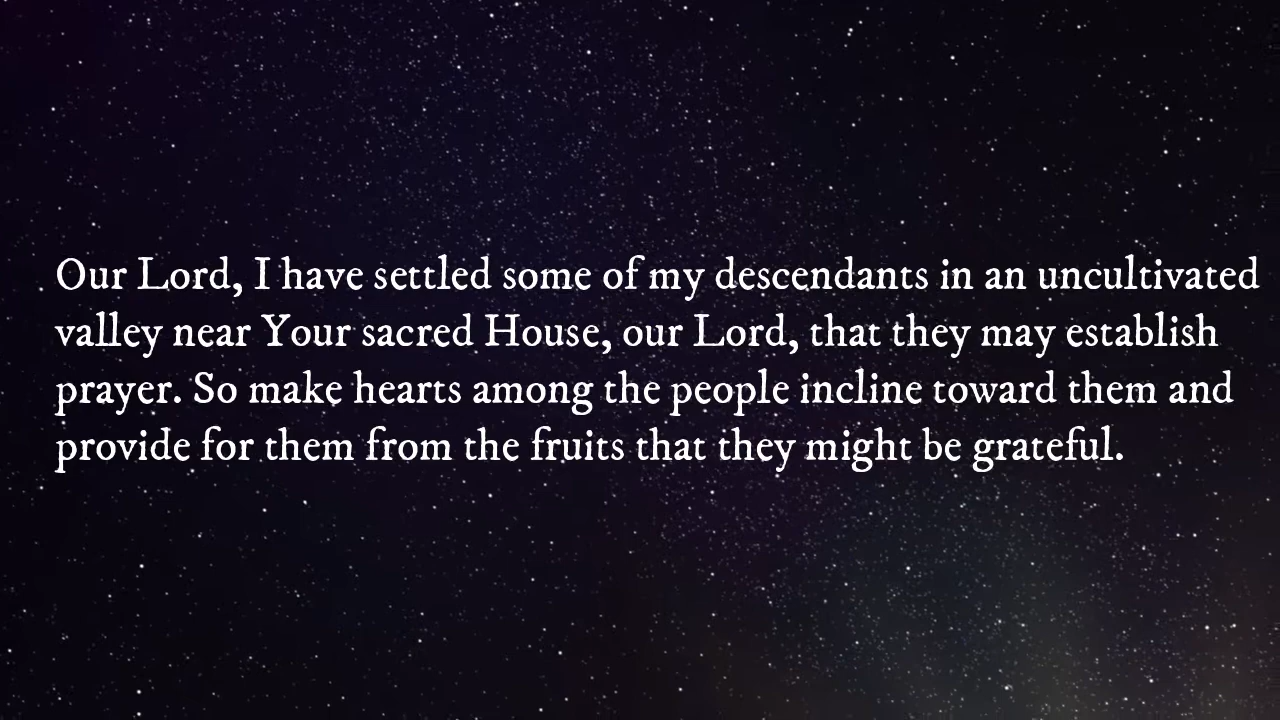 Our Lord, I have settled some of my descendants in an uncultivated
valley near Your sacred House, our Lord, that they may establish
prayer. So make hearts among the people incline toward them and
provide for them from the fruits that they might be grateful.